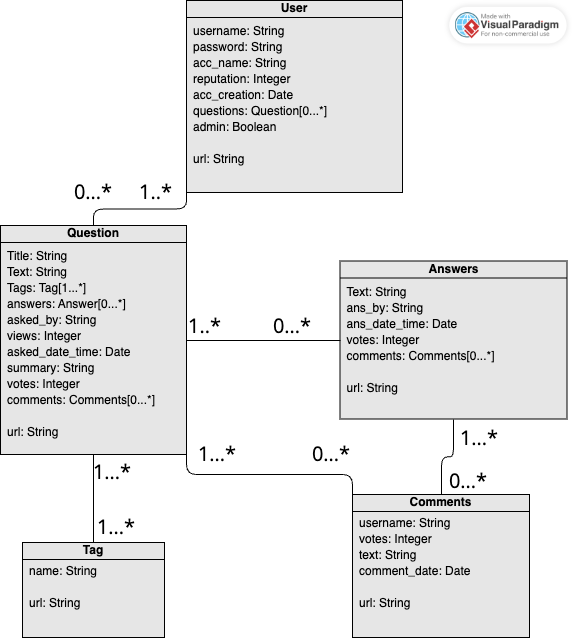 User
username: String
password: String
acc_name: String
reputation: Integer
acc_creation: Date
questions: Question[0...*]
admin: Boolean
url: String
Made with
Visual Paradigm
For non-commercial use
0...*
1..*
Question
Title: String
Text: String
Tags: Tag[1...*]
answers: Answer[0...*]
asked_by: String
views: Integer
asked_date_time: Date
summary: String
votes: Integer
comments: Comments[0...*]
url: String
Answers
Text: String
ans_by: String
ans_date_time: Date
votes: Integer
comments: Comments[0...*]
url: String
1..*
0...*
1...*
0...*
1...*
0...*
1...*
1...*
Tag
name: String
url: String
Comments
username: String
votes: Integer
text: String
comment_date: Date
url: String